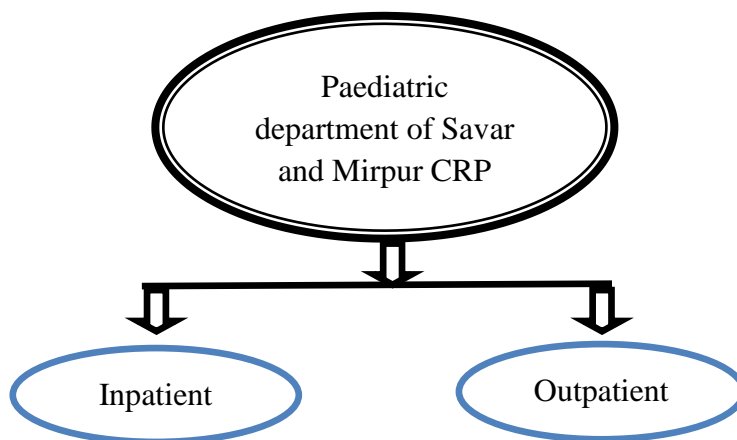 Paediatric
department of Savar
and Mirpur CRP
Inpatient
Outpatient